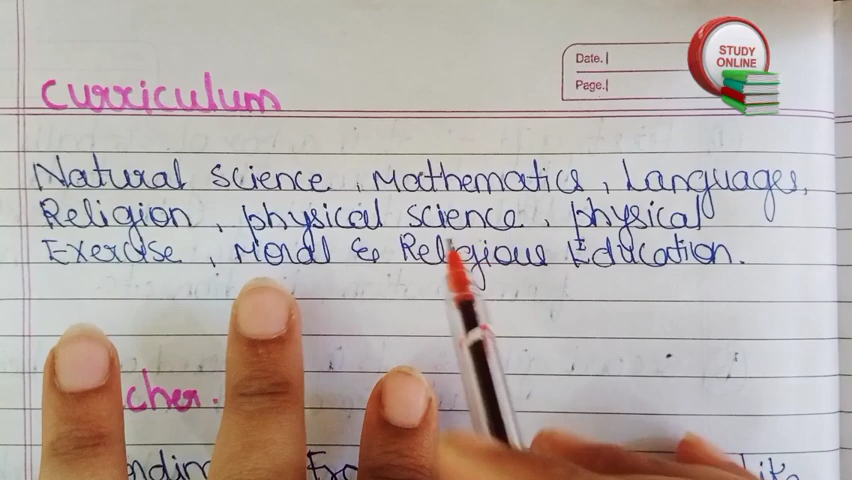 STUDY
ONLINE
Date.
Page.
Curriculum
Natural Science, Mathematics, Languages,
Religion, physical science, physical
Exercise, Moral & Religious Education.
cher.